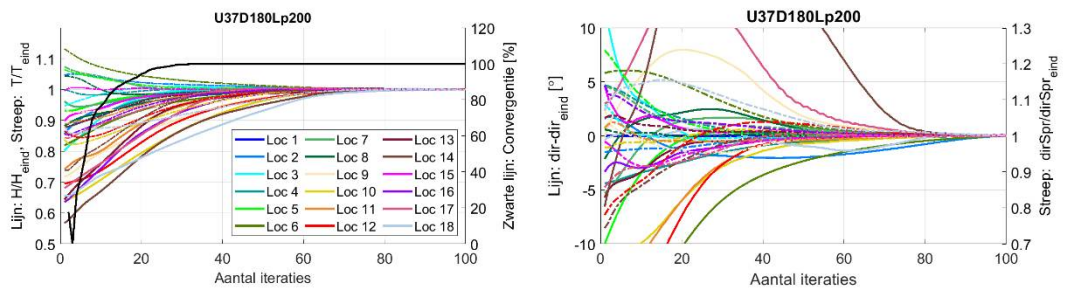 U37D180Lp200
Lijn: H/H_eind, Streep: T/T_eind
1.1
1
0.9
0.8
0.7
0.6
0.5
120
100
80
60
40
20
0
Zwarte lijn: Convergentie [%]
Loc 1 Loc 7 Loc 13
Loc 2 Loc 8 Loc 14
Loc 3 Loc 9 Loc 15
Loc 4 Loc 10 Loc 16
Loc 5 Loc 11 Loc 17
Loc 6 Loc 12 Loc 18
0 20 40 60 80 100
Aantal iteraties
U37D180Lp200
Lijn: dir-dir_eind [°]
10
5
0
-5
-10
1.3
1.2
1.1
1
0.9
0.8
0.7
Streep: dirSpr/dirSpr_eind
0 20 40 60 80 100
Aantal iteraties